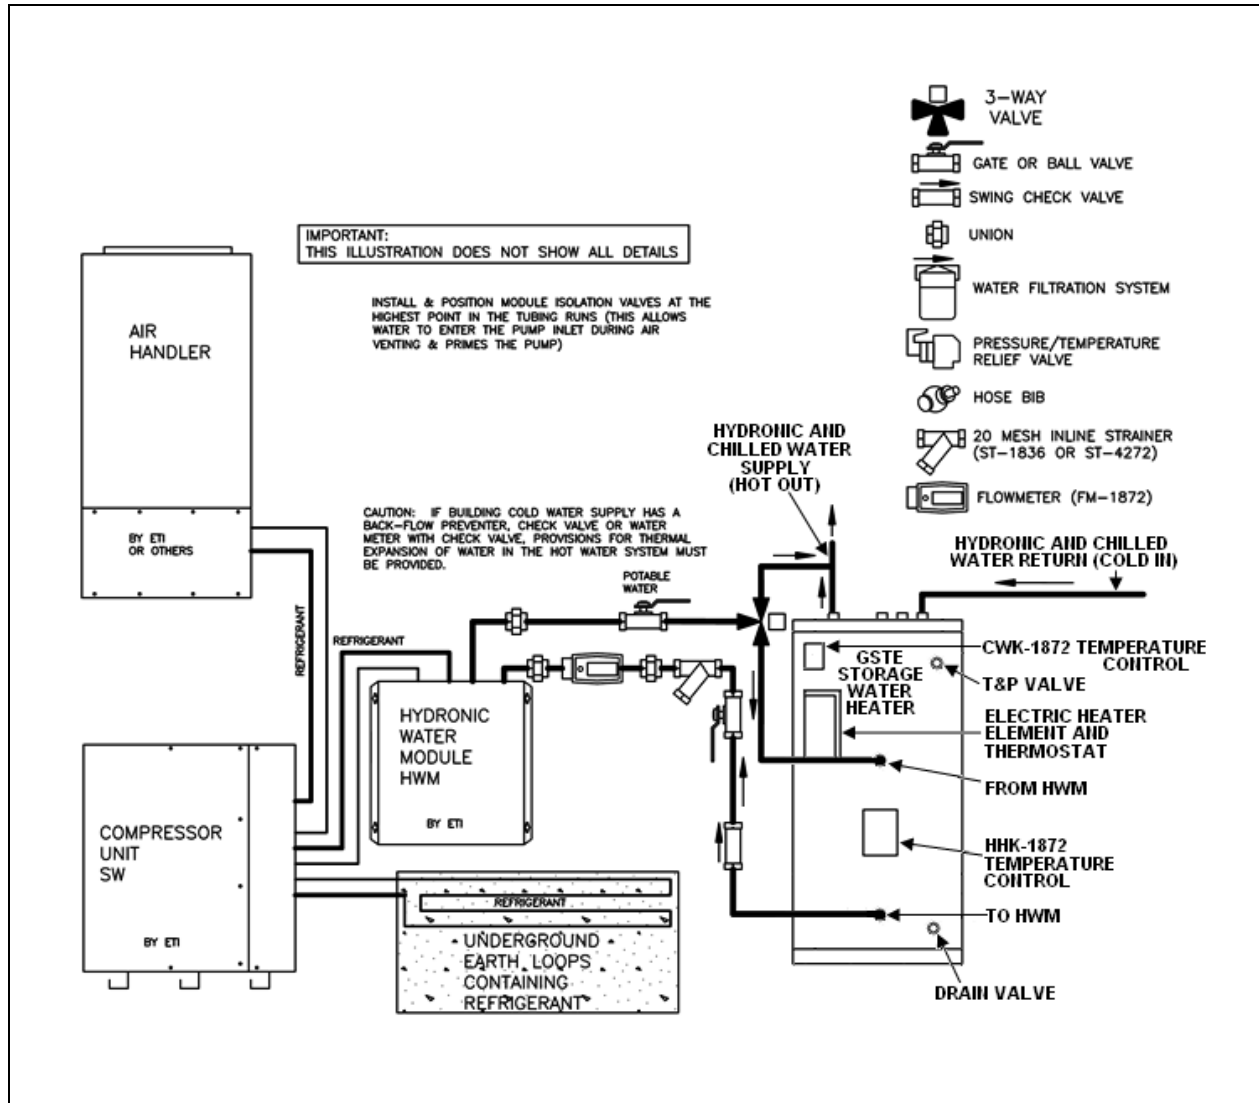 3-WAY
VALVE
GATE OR BALL VALVE
SWING CHECK VALVE
UNION
WATER FILTRATION SYSTEM
PRESSURE/TEMPERATURE
RELIEF VALVE
HOSE BIB
20 MESH INLINE STRAINER
(ST-1836 OR ST-4272)
FLOWMETER (FM-1872)
IMPORTANT:
THIS ILLUSTRATION DOES NOT SHOW ALL DETAILS
INSTALL & POSITION MODULE ISOLATION VALVES AT THE
HIGHEST POINT IN THE TUBING RUNS (THIS ALLOWS
WATER TO ENTER THE PUMP INLET DURING AIR
VENTING & PRIMES THE PUMP)
AIR
HANDLER
BY ETI
OR OTHERS
CAUTION: IF BUILDING COLD WATER SUPPLY HAS A
BACK-FLOW PREVENTER, CHECK VALVE OR WATER
METER WITH CHECK VALVE, PROVISIONS FOR THERMAL
EXPANSION OF WATER IN THE HOT WATER SYSTEM MUST
BE PROVIDED.
HYDRONIC AND
CHILLED WATER
SUPPLY
(HOT OUT)
HYDRONIC AND CHILLED
WATER RETURN (COLD IN)
POTABLE
WATER
REFRIGERANT
REFRIGERANT
HYDRONIC
WATER
MODULE
HWM
BY ETI
COMPRESSOR
UNIT
SW
BY ETI
REFRIGERANT
UNDERGROUND
EARTH LOOPS
CONTAINING
REFRIGERANT
GSTE
STORAGE
WATER
HEATER
CWK-1872 TEMPERATURE
CONTROL
T&P VALVE
ELECTRIC HEATER
ELEMENT AND
THERMOSTAT
FROM HWM
HHK-1872
TEMPERATURE
CONTROL
TO HWM
DRAIN VALVE